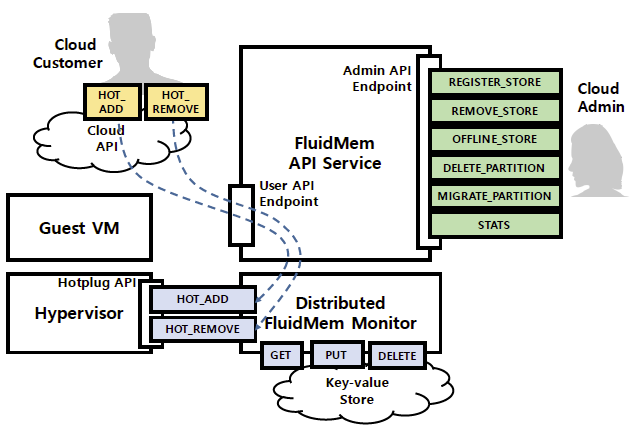 Cloud
Customer
HOT_
ADD
HOT_
REMOVE
Cloud
API
Guest VM
Hotplug API
Hypervisor
HOT_ADD
HOT_REMOVE
FluidMem
API Service
User API
Endpoint
Admin API
Endpoint
REGISTER_STORE
REMOVE_STORE
OFFLINE_STORE
DELETE_PARTITION
MIGRATE_PARTITION
STATS
Cloud
Admin
Distributed
FluidMem Monitor
GET
PUT
DELETE
Key-value
Store